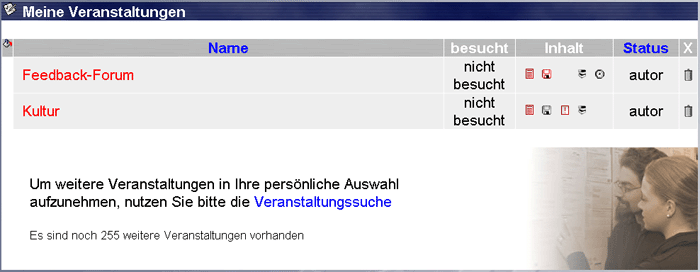 Meine Veranstaltungen
Name besucht Inhalt Status X
Feedback-Forum nicht besucht autor
Kultur nicht besucht autor
Um weitere Veranstaltungen in Ihre persönliche Auswahl
aufzunehmen, nutzen Sie bitte die Veranstaltungssuche
Es sind noch 255 weitere Veranstaltungen vorhanden